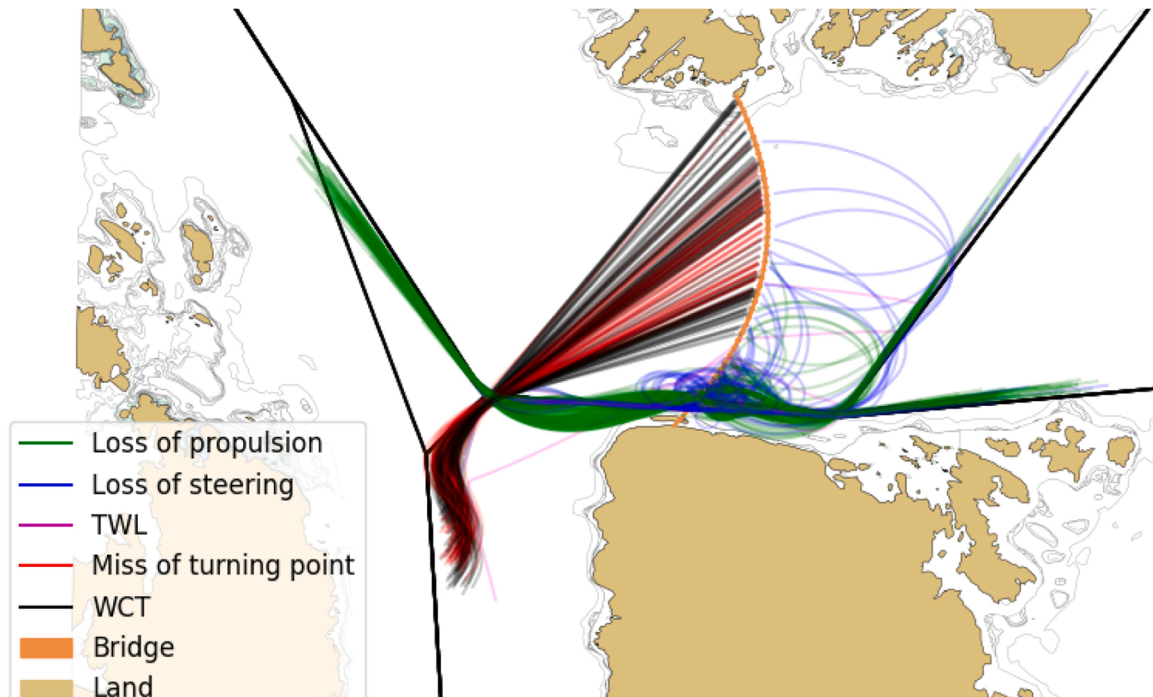 Loss of propulsion
Loss of steering
TWL
Miss of turning point
WCT
Bridge
Land